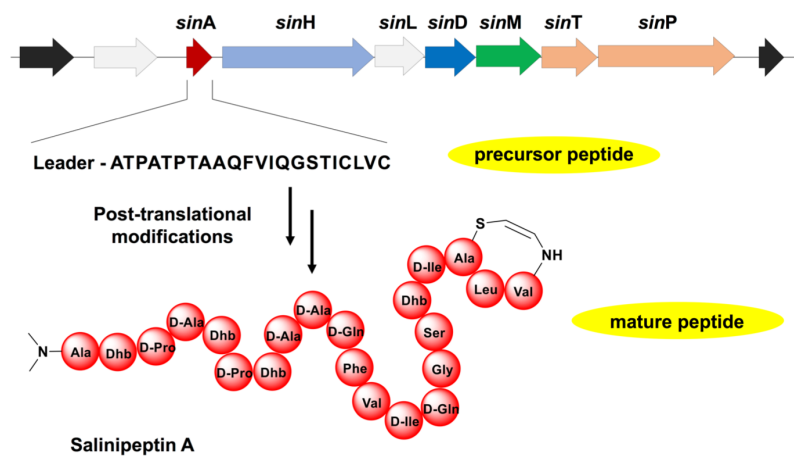 sinA sinH sinL sinD sinM sinT sinP
Leader - ATPATPTAAQFVIQGSTICLVC
precursor peptide
Post-translational
modifications
N Ala Dhb D-Pro D-Ala Dhb D-Pro Dhb D-Ala D-Ala D-Gln Phe Val D-Ile D-Gln Gly Ser Dhb D-Ile Ala Leu Val
S
NH
mature peptide
Salinipeptin A